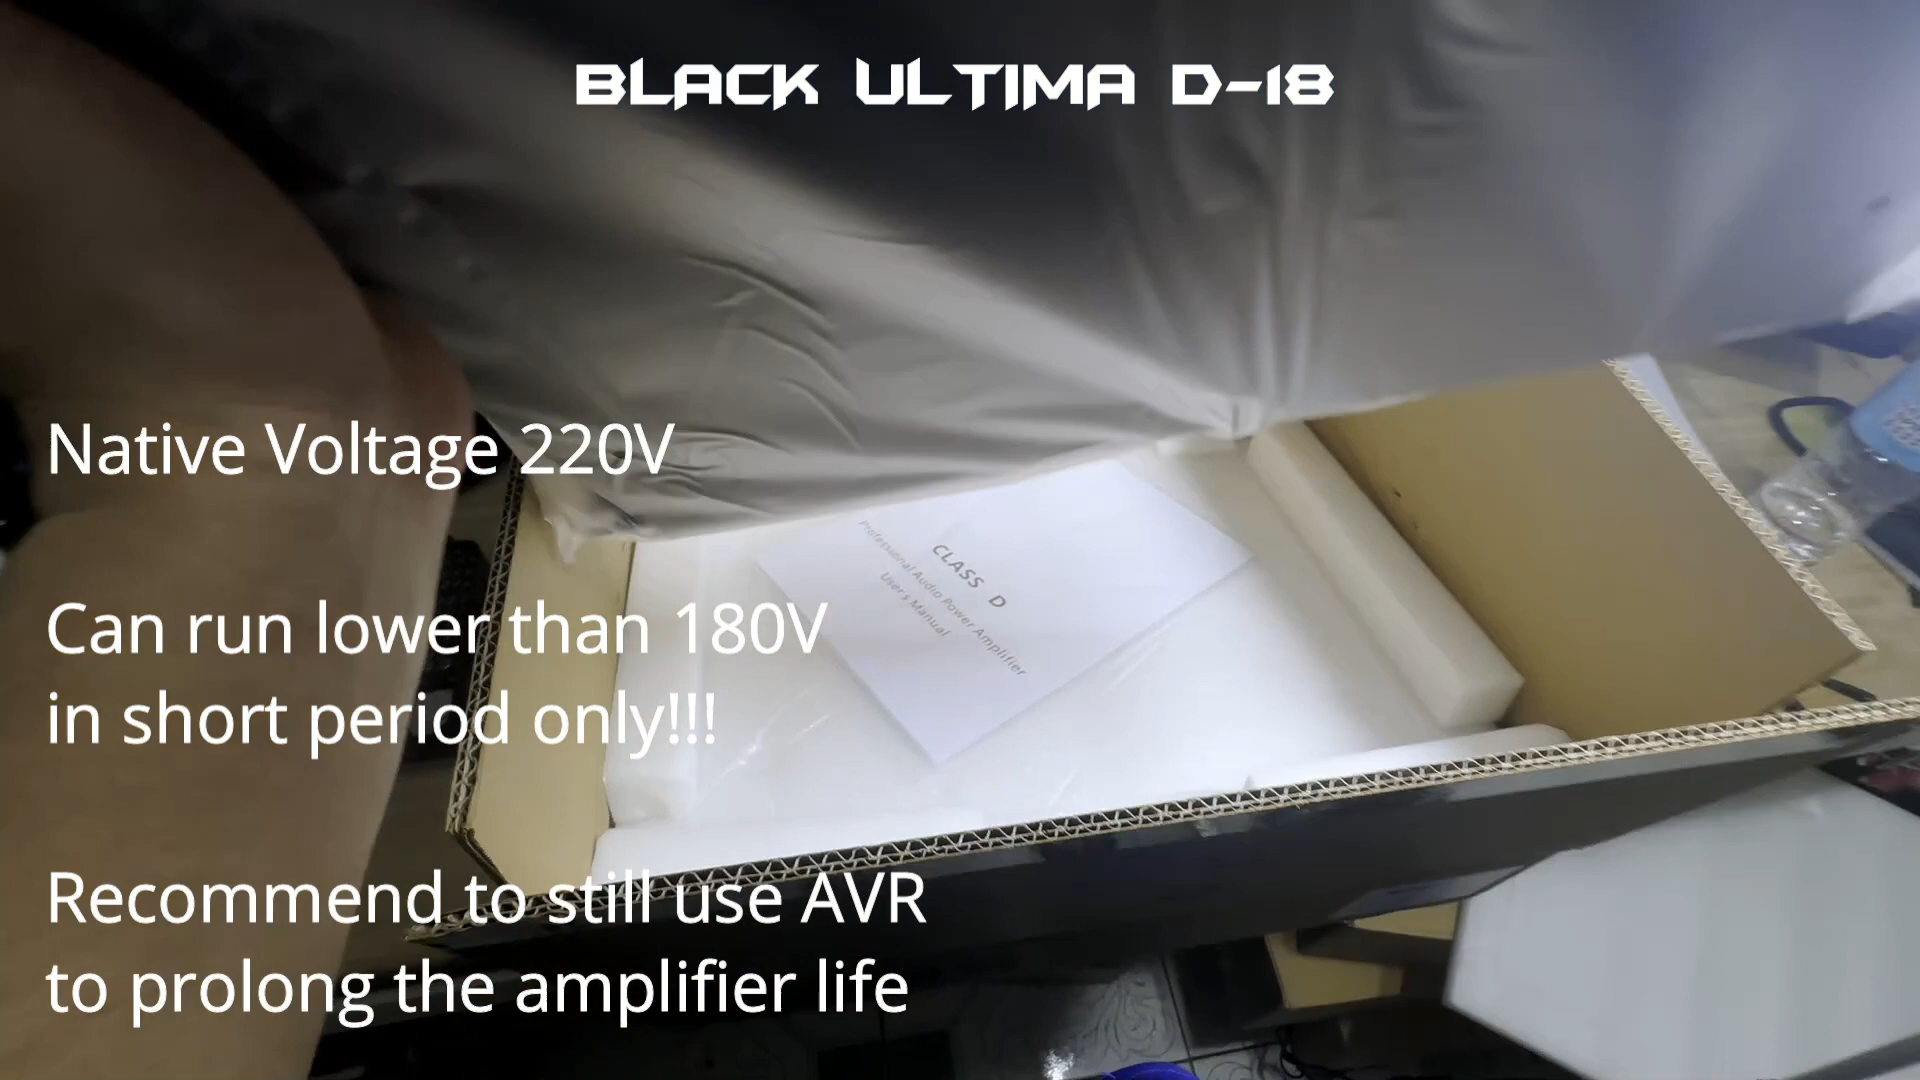 BLACK ULTIMA D-18
Native Voltage 220V
Can run lower than 180V
in short period only!!!
Recommend to still use AVR
to prolong the amplifier life
CLASS D
Professional Audio Power Amplifier
User's Manual